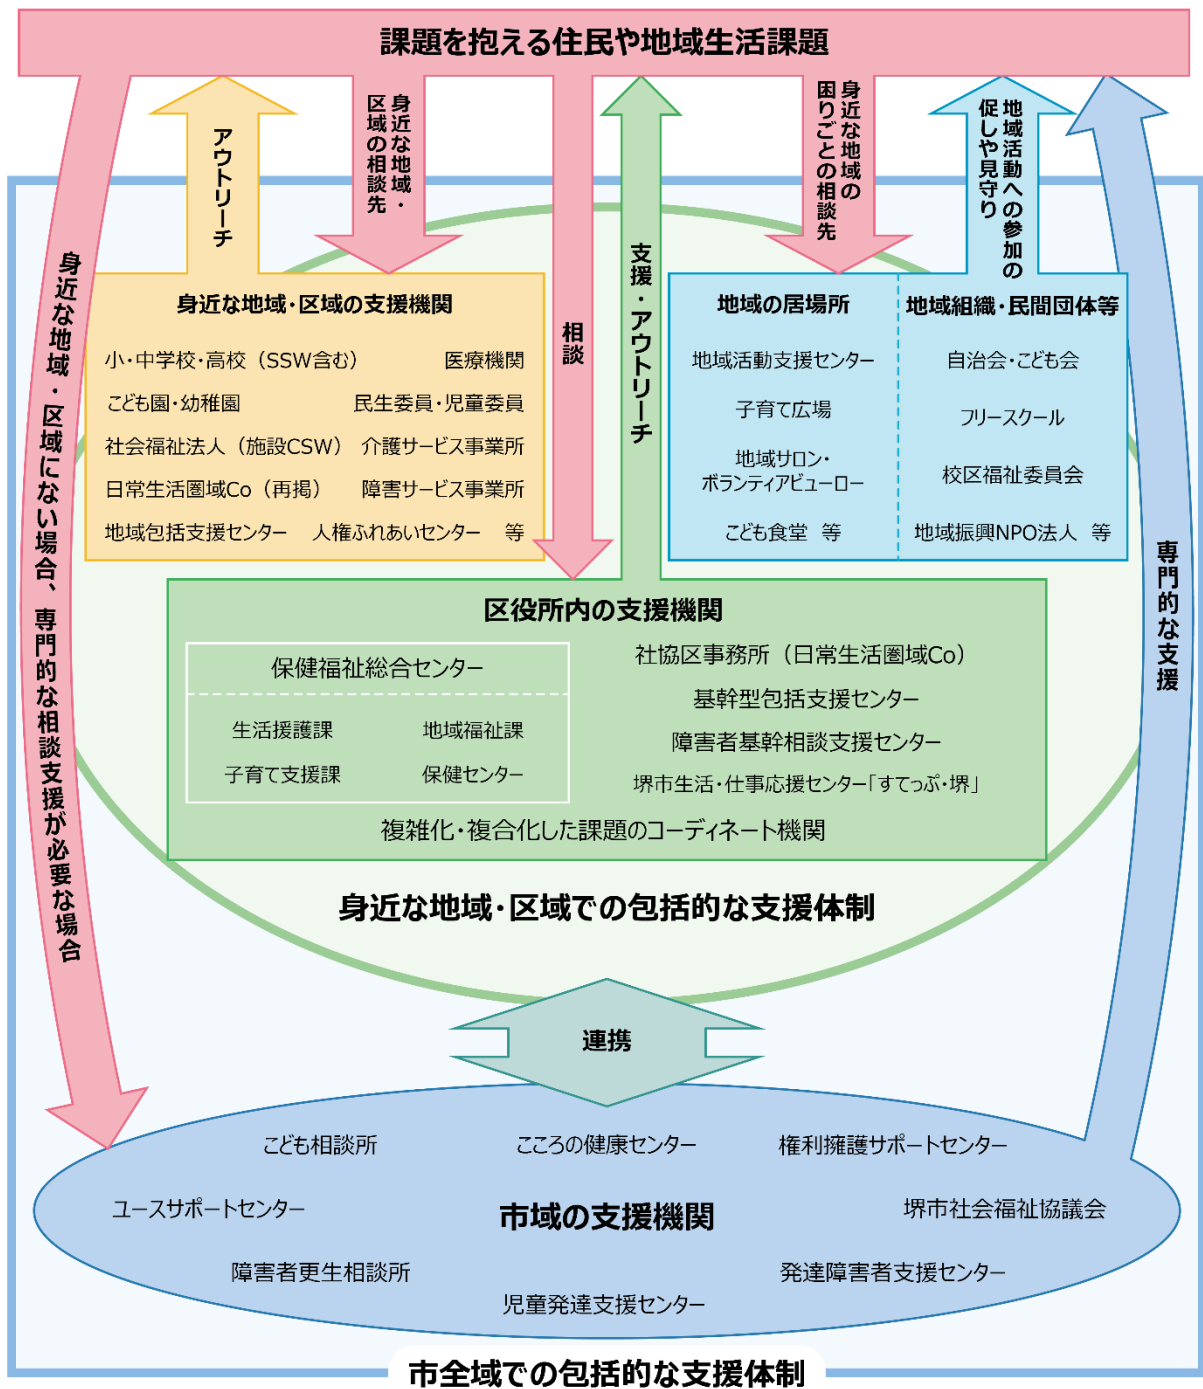 課題を抱える住民や地域生活課題
アウトリーチ
身近な地域・
区域の相談先
相談
支援・アウトリーチ
身近な地域の
困りごとの相談先
地域活動への参加の
促しや見守り
身近な地域・区域にない場合、専門的な相談支援が必要な場合
専門的な支援
身近な地域・区域の支援機関
小・中学校・高校（SSW含む） 医療機関
こども園・幼稚園 民生委員・児童委員
社会福祉法人（施設CSW） 介護サービス事業所
日常生活圏域Co（再掲） 障害サービス事業所
地域包括支援センター 人権ふれあいセンター 等
地域の居場所
地域活動支援センター
子育て広場
地域サロン・
ボランティアビューロー
こども食堂 等
地域組織・民間団体等
自治会・こども会
フリースクール
校区福祉委員会
地域振興NPO法人 等
区役所内の支援機関
保健福祉総合センター
生活援護課 地域福祉課
子育て支援課 保健センター
社協区事務所（日常生活圏域Co）
基幹型包括支援センター
障害者基幹相談支援センター
堺市生活・仕事応援センター「すてっぷ・堺」
複雑化・複合化した課題のコーディネート機関
身近な地域・区域での包括的な支援体制
連携
こども相談所 こころの健康センター 権利擁護サポートセンター
ユースサポートセンター 市域の支援機関 堺市社会福祉協議会
障害者更生相談所 児童発達支援センター 発達障害者支援センター
市全域での包括的な支援体制